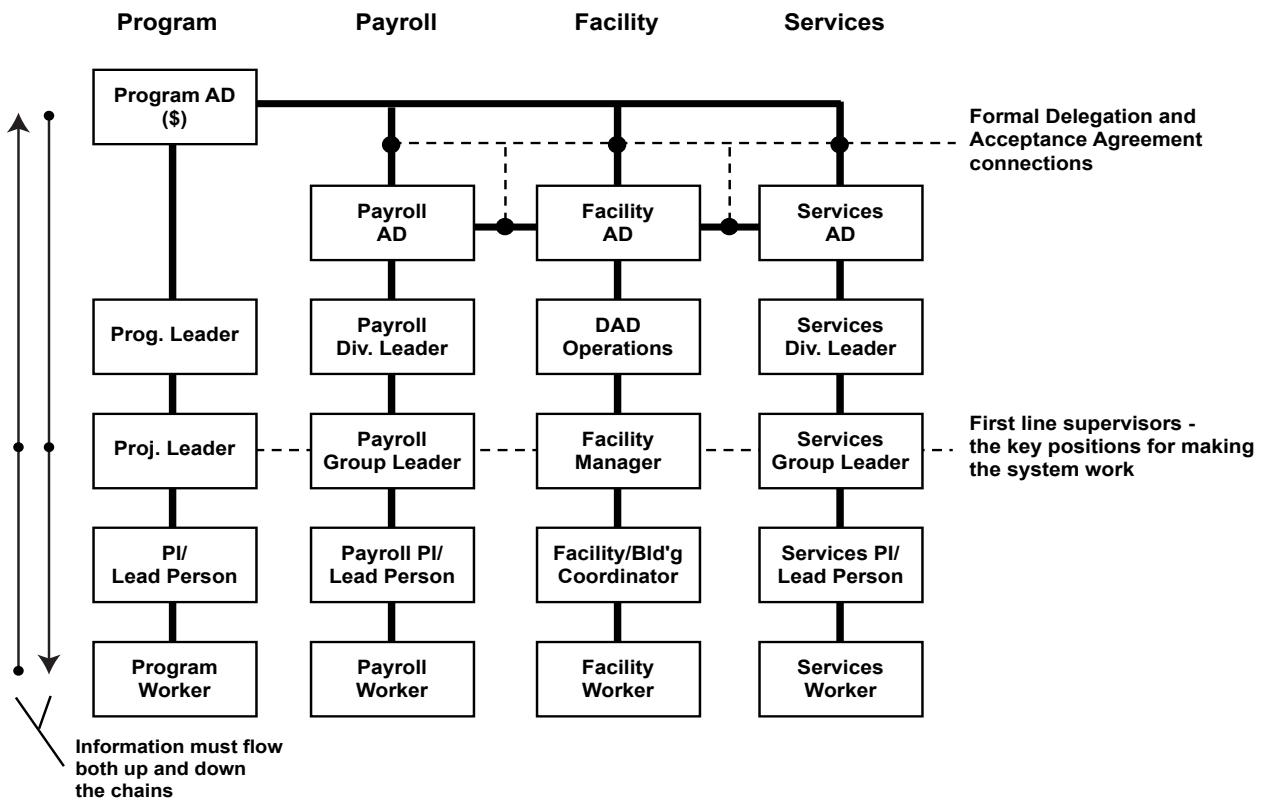 Program
Payroll
Facility
Services
Program AD
($)
Formal Delegation and
Acceptance Agreement
connections
Payroll
AD
Facility
AD
Services
AD
Prog. Leader
Payroll
Div. Leader
DAD
Operations
Services
Div. Leader
Proj. Leader
Payroll
Group Leader
Facility
Manager
Services
Group Leader
First line supervisors -
the key positions for making
the system work
PI/
Lead Person
Payroll PI/
Lead Person
Facility/Bld'g
Coordinator
Services PI/
Lead Person
Program
Worker
Payroll
Worker
Facility
Worker
Services
Worker
Information must flow
both up and down
the chains